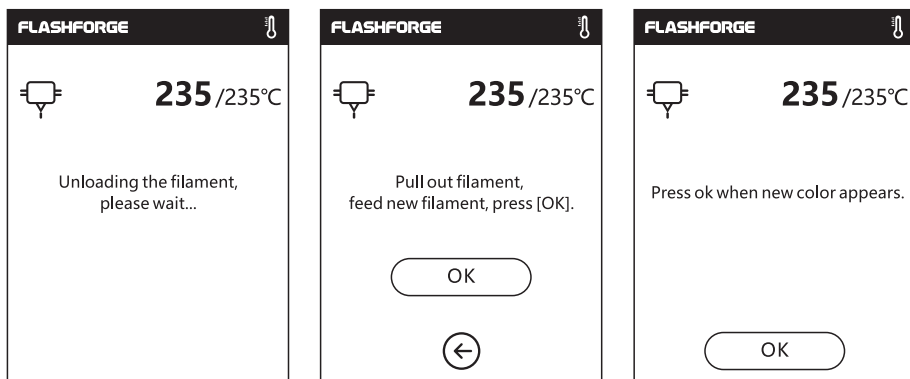 FLASHFORGE
235/235℃
Unloading the filament,
please wait...
FLASHFORGE
235/235℃
Pull out filament,
feed new filament, press [OK].
OK
FLASHFORGE
235/235℃
Press ok when new color appears.
OK